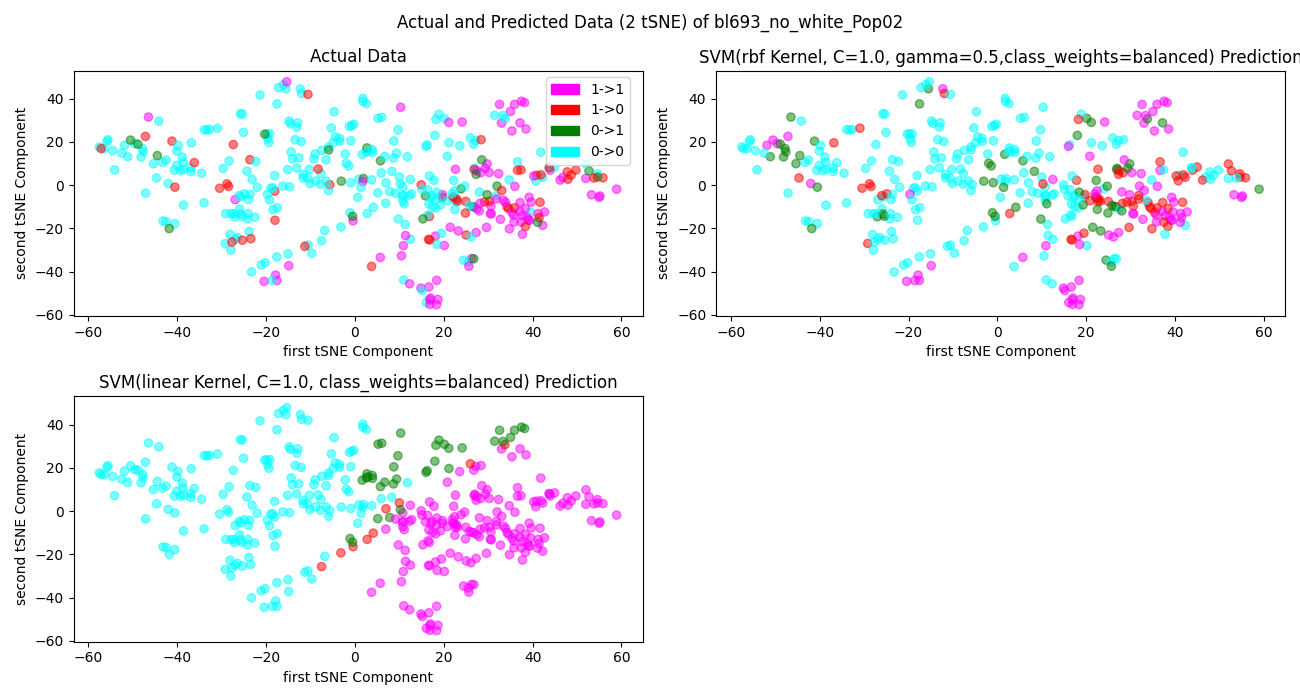 Actual and Predicted Data (2 tSNE) of bl693_no_white_Pop02
Actual Data
second tSNE Component
40
20
0
−20
−40
−60
1->1
1->0
0->1
0->0
−60 −40 −20 0 20 40 60
first tSNE Component
SVM(rbf Kernel, C=1.0, gamma=0.5,class_weights=balanced) Prediction
second tSNE Component
40
20
0
−20
−40
−60
−60 −40 −20 0 20 40 60
first tSNE Component
SVM(linear Kernel, C=1.0, class_weights=balanced) Prediction
second tSNE Component
40
20
0
−20
−40
−60
−60 −40 −20 0 20 40 60
first tSNE Component